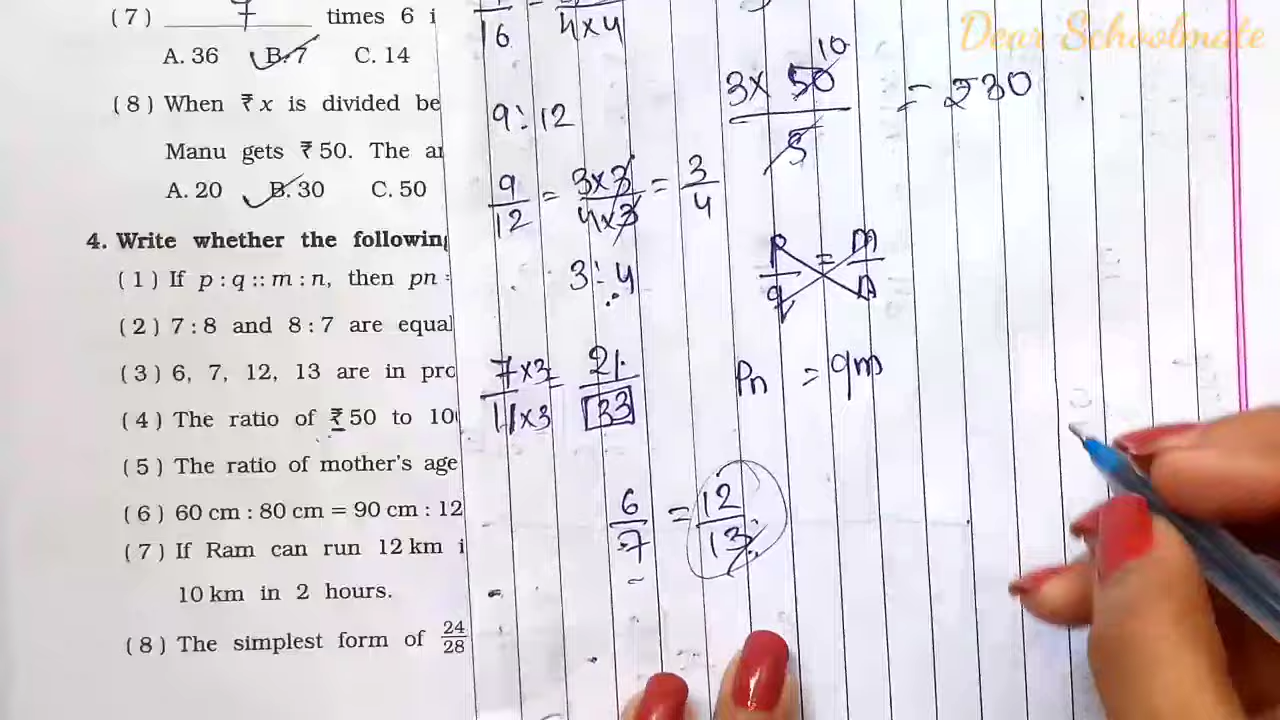 Dear Schoolmate
(7) 7 times 6 i
A. 36 B. 7 C. 14
(8) When ₹ x is divided be
Manu gets ₹ 50. The ar
A. 20 B. 30 C. 50
4. Write whether the following
(1) If p : q :: m : n, then pn =
(2) 7 : 8 and 8 : 7 are equal
(3) 6, 7, 12, 13 are in pro
(4) The ratio of ₹ 50 to 10
(5) The ratio of mother's age
(6) 60 cm : 80 cm = 90 cm : 12
(7) If Ram can run 12 km i
10 km in 2 hours.
(8) The simplest form of 24/28
16 4x4
9 : 12
9/12 = 3x3/4x3 = 3/4
3 : 4
7x3/11x3 = 21/33
6/7 = 12/13
10
3x 50/5 = ₹30
p/q = m/n
Pn = qm